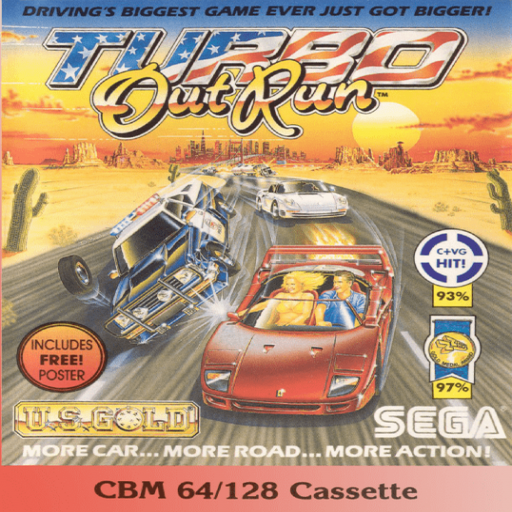 DRIVING'S BIGGEST GAME EVER JUST GOT BIGGER!
TURBO
Out Run™
C+VG
HIT!
93%
97%
INCLUDES
FREE!
POSTER
U.S. GOLD
SEGA
MORE CAR... MORE ROAD... MORE ACTION!
CBM 64/128 Cassette